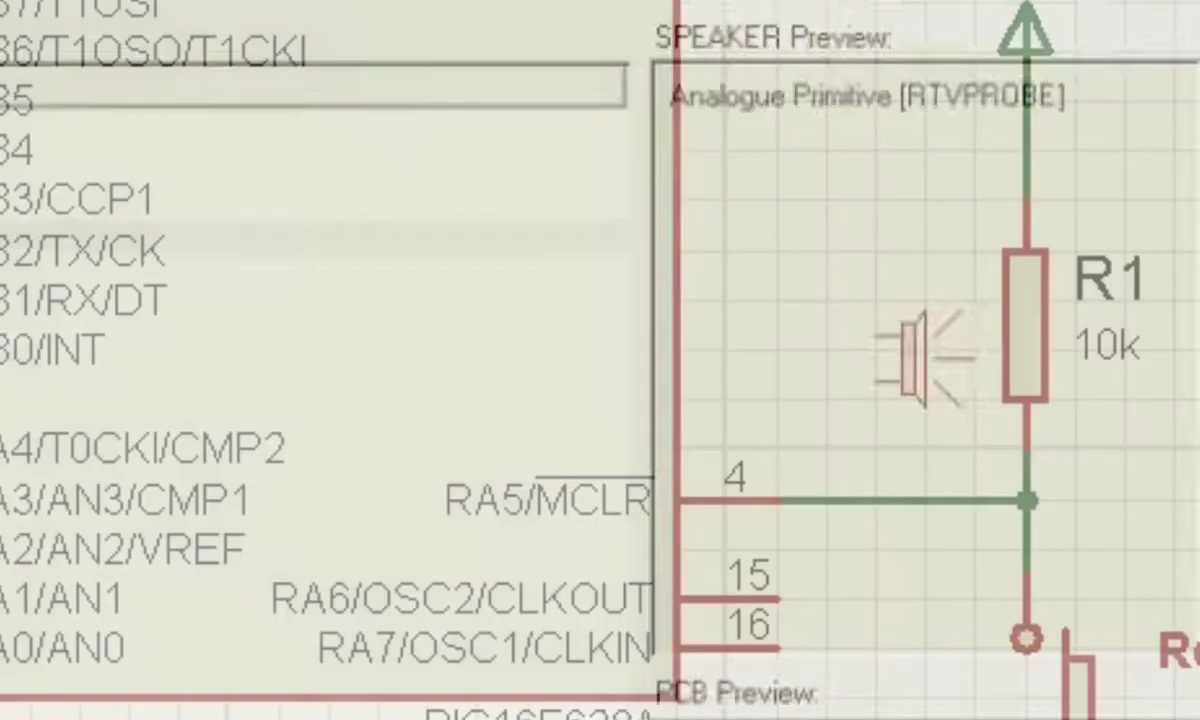 B6/T1OSO/T1CKI
SPEAKER Preview:
B5
Analogue Primitive [RTVPROBE]
B4
B3/CCP1
B2/TX/CK
B1/RX/DT
R1
B0/INT
10k
A4/T0CKI/CMP2
4
A3/AN3/CMP1
RA5/MCLR
A2/AN2/VREF
15
A1/AN1
RA6/OSC2/CLKOUT
16
A0/AN0
RA7/OSC1/CLKIN
PCB Preview: